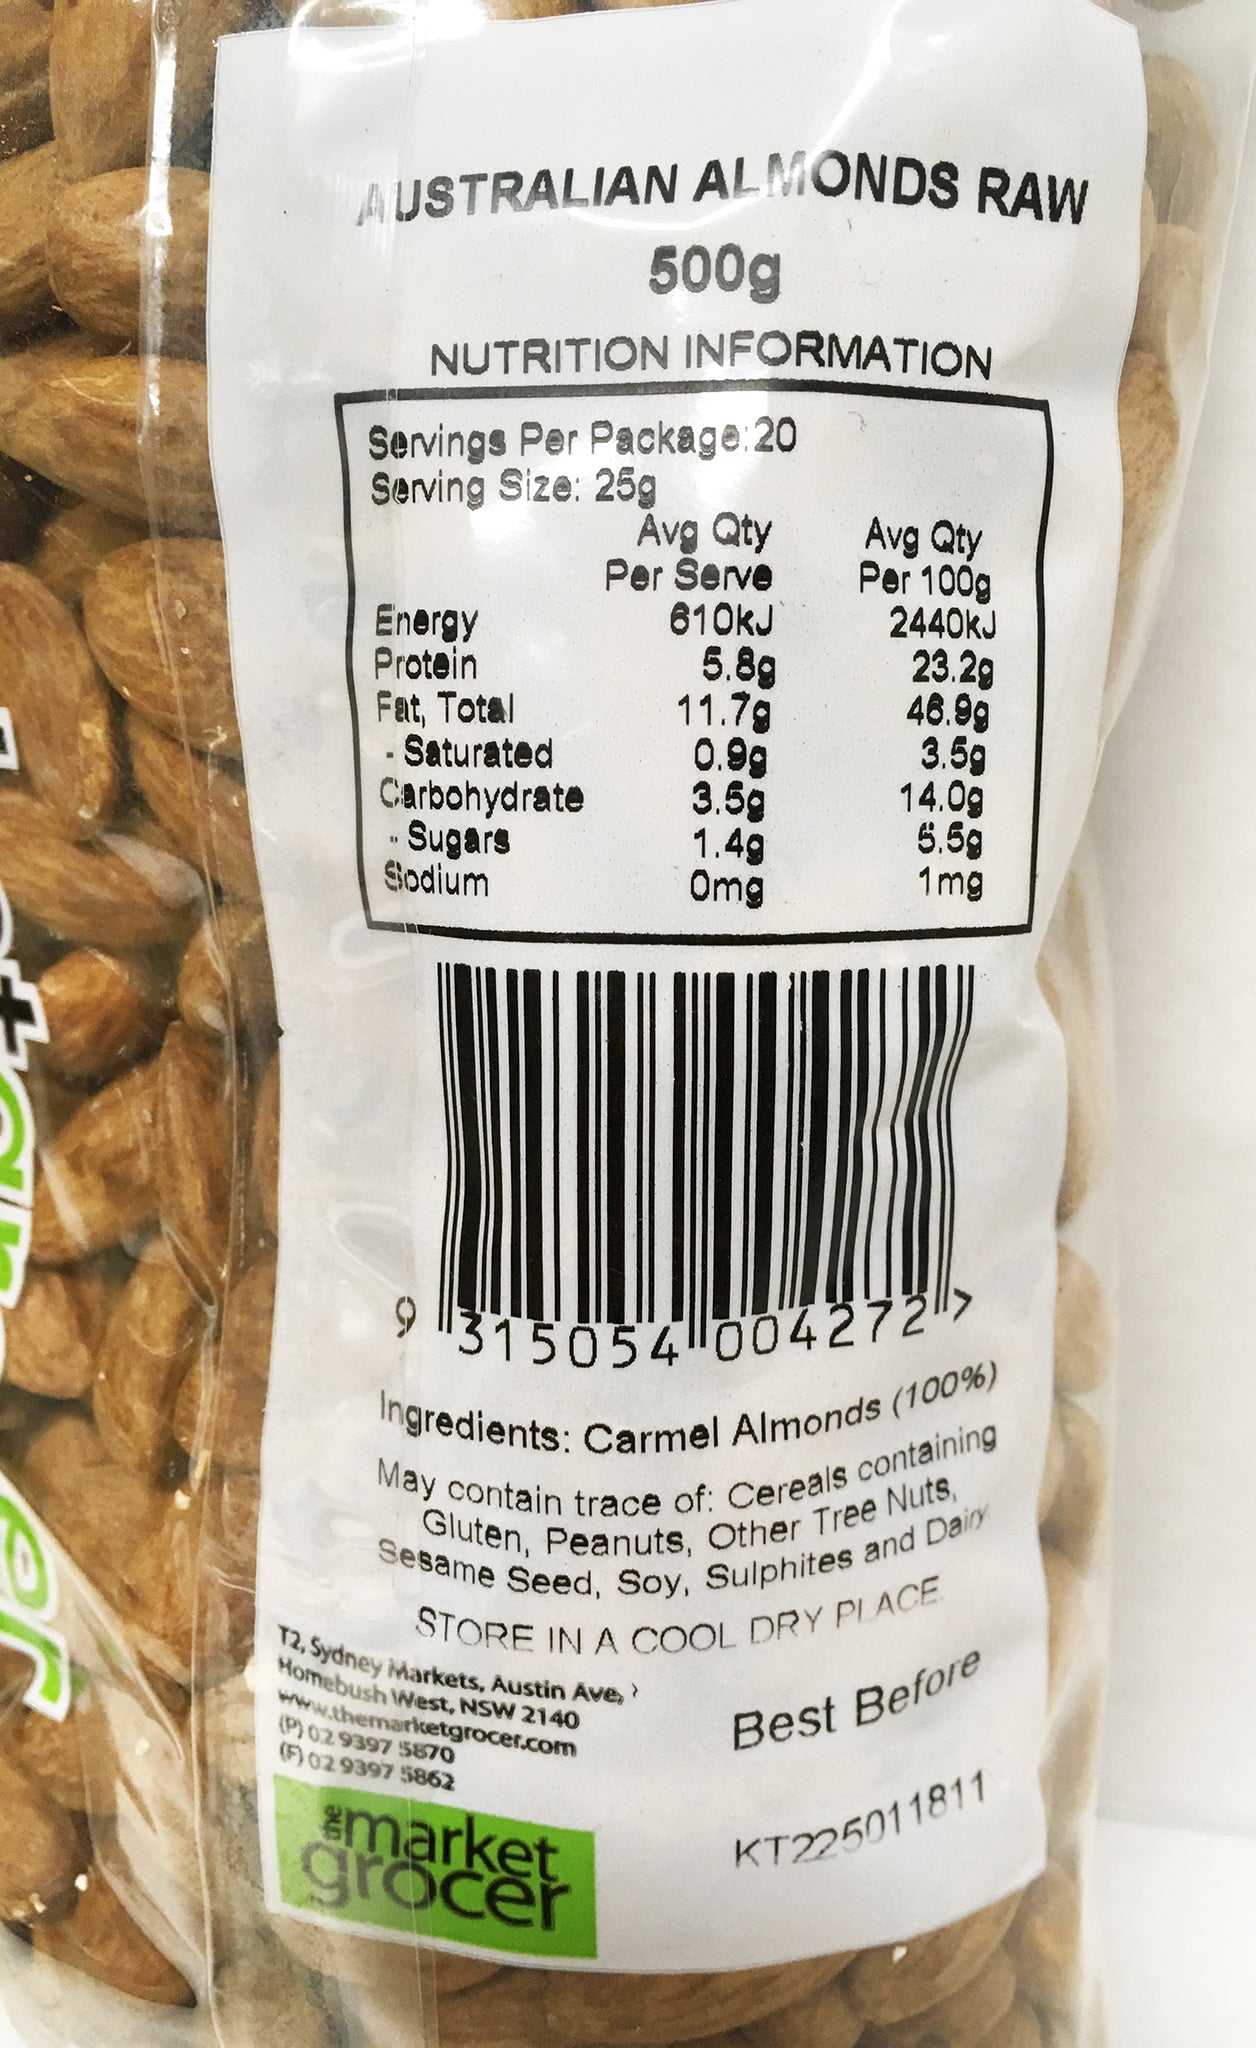 AUSTRALIAN ALMONDS RAW
500g
NUTRITION INFORMATION
Servings Per Package:20
Serving Size: 25g
Avg Qty Avg Qty
Per Serve Per 100g
Energy 610kJ 2440kJ
Protein 5.8g 23.2g
Fat, Total 11.7g 46.9g
- Saturated 0.9g 3.5g
Carbohydrate 3.5g 14.0g
- Sugars 1.4g 5.5g
Sodium 0mg 1mg
9 315054 004272 >
Ingredients: Carmel Almonds (100%)
May contain trace of: Cereals containing
Gluten, Peanuts, Other Tree Nuts,
Sesame Seed, Soy, Sulphites and Dairy
STORE IN A COOL DRY PLACE
T2, Sydney Markets, Austin Ave,
Homebush West, NSW 2140
www.themarketgrocer.com
(P) 02 9397 5870
(F) 02 9397 5862
Best Before
KT225011811
the market
grocer